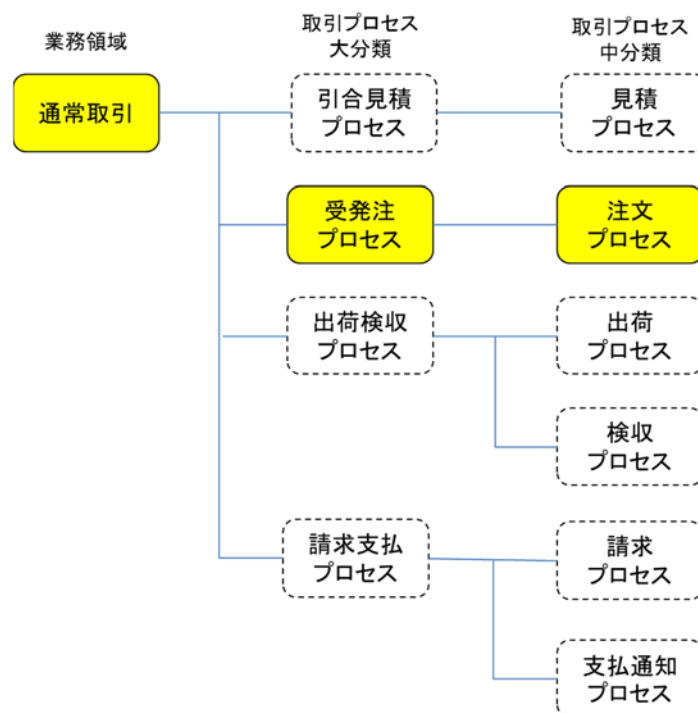 業務領域
取引プロセス
大分類
取引プロセス
中分類
通常取引
引合見積
プロセス
見積
プロセス
受発注
プロセス
注文
プロセス
出荷検収
プロセス
出荷
プロセス
検収
プロセス
請求支払
プロセス
請求
プロセス
支払通知
プロセス